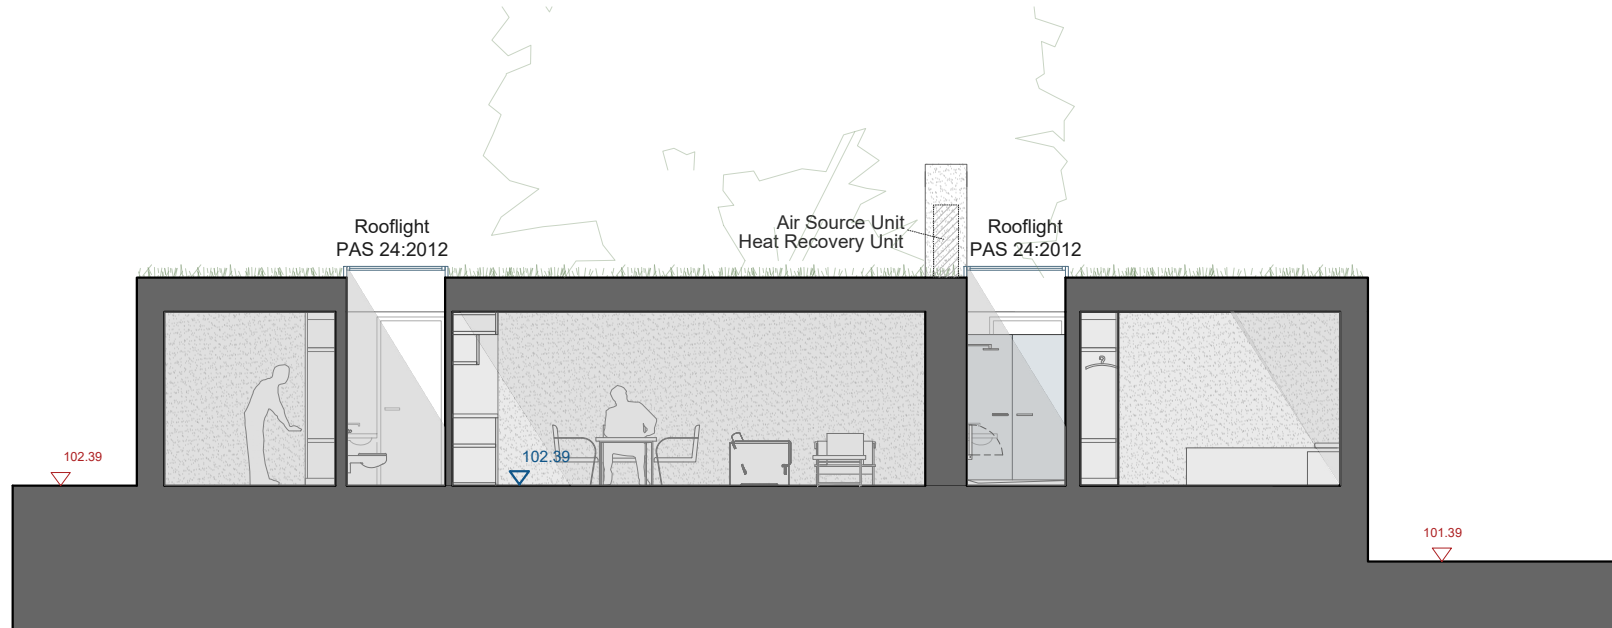 Rooflight
PAS 24:2012
Air Source Unit
Heat Recovery Unit
Rooflight
PAS 24:2012
102.39
102.39
101.39